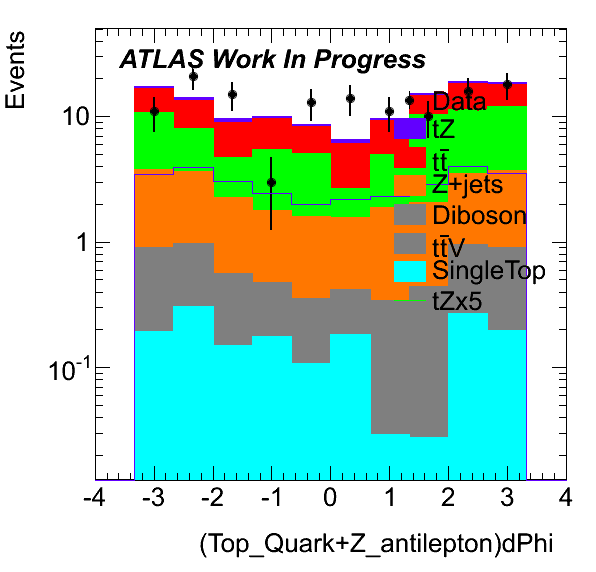 Events
ATLAS Work In Progress
Data
tZ
tt̄
Z+jets
Diboson
tt̄V
SingleTop
tZx5
10
1
10⁻¹
-4 -3 -2 -1 0 1 2 3 4
(Top_Quark+Z_antilepton)dPhi